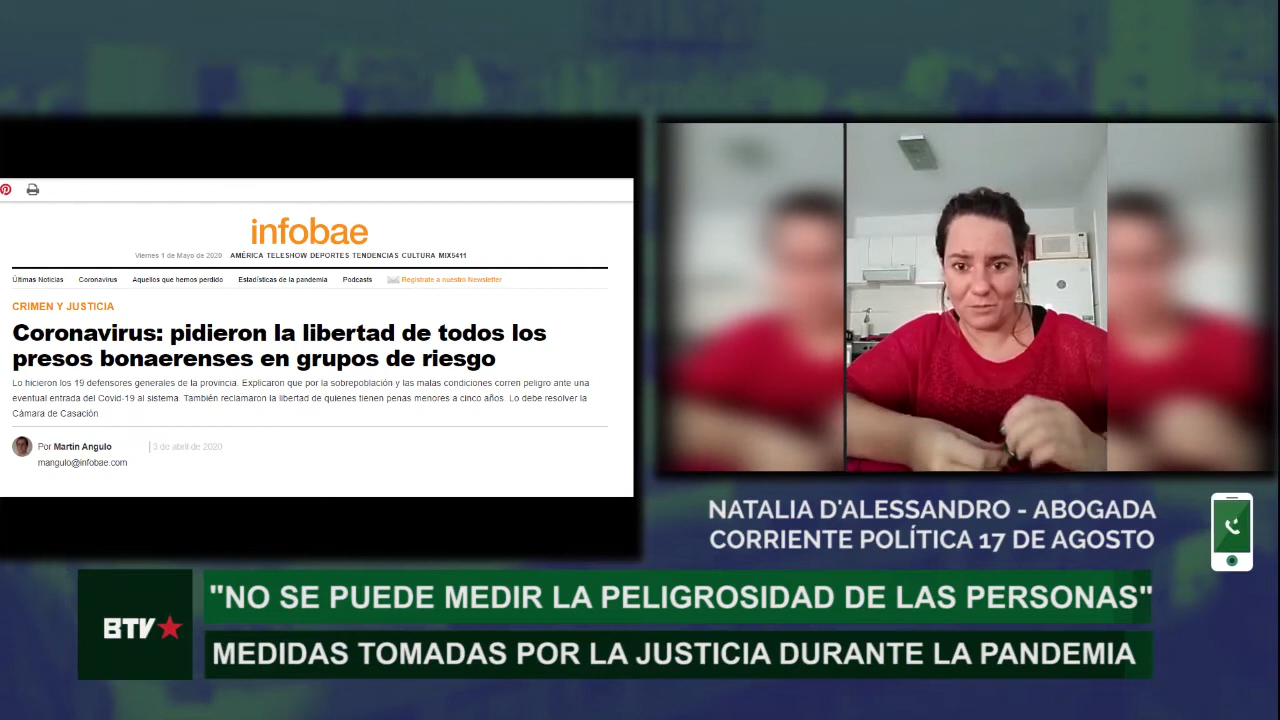 infobae
Viernes 1 de Mayo de 2020 AMÉRICA TELESHOW DEPORTES TENDENCIAS CULTURA MIX5411
Últimas Noticias Coronavirus Aquellos que hemos perdido Estadísticas de la pandemia Podcasts Registrate a nuestro Newsletter
CRIMEN Y JUSTICIA
Coronavirus: pidieron la libertad de todos los
presos bonaerenses en grupos de riesgo
Lo hicieron los 19 defensores generales de la provincia. Explicaron que por la sobrepoblación y las malas condiciones corren peligro ante una
eventual entrada del Covid-19 al sistema. También reclamaron la libertad de quienes tienen penas menores a cinco años. Lo debe resolver la
Cámara de Casación
Por Martín Angulo 3 de abril de 2020
mangulo@infobae.com
NATALIA D'ALESSANDRO - ABOGADA
CORRIENTE POLÍTICA 17 DE AGOSTO
BTV
"NO SE PUEDE MEDIR LA PELIGROSIDAD DE LAS PERSONAS"
MEDIDAS TOMADAS POR LA JUSTICIA DURANTE LA PANDEMIA